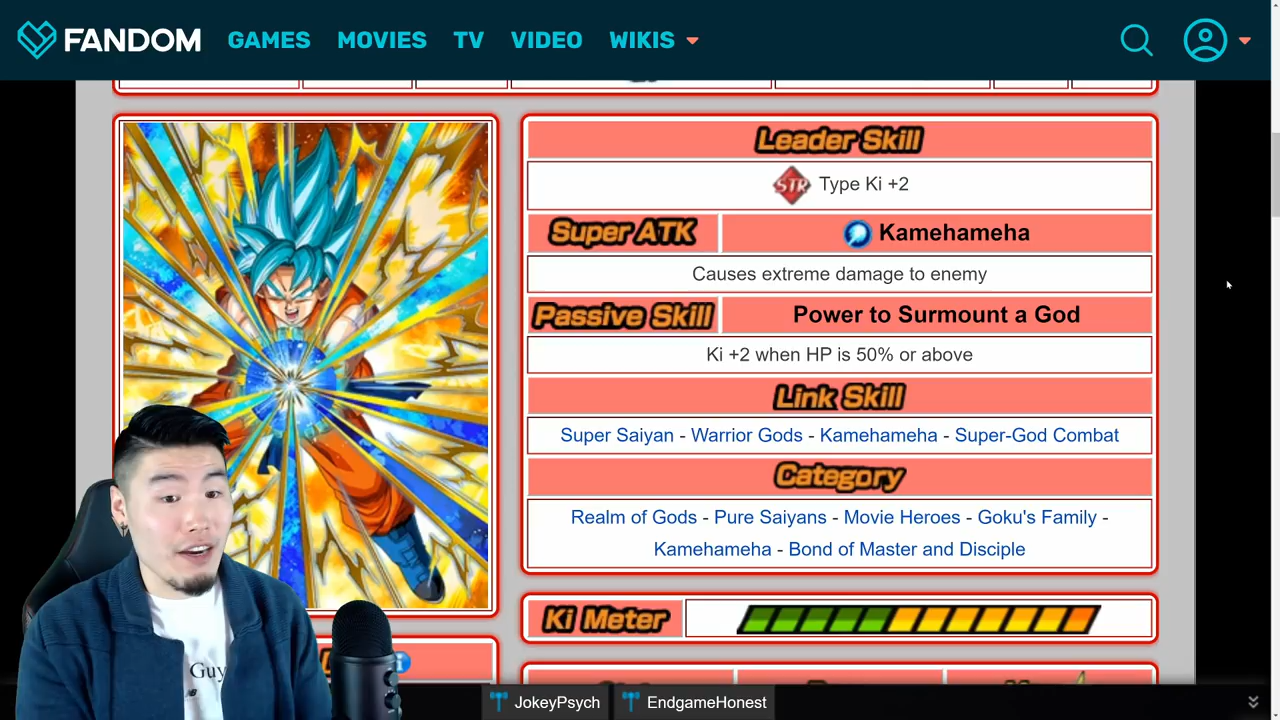 FANDOM GAMES MOVIES TV VIDEO WIKIS
Leader Skill
STR Type Ki +2
Super ATK Kamehameha
Causes extreme damage to enemy
Passive Skill Power to Surmount a God
Ki +2 when HP is 50% or above
Link Skill
Super Saiyan - Warrior Gods - Kamehameha - Super-God Combat
Category
Realm of Gods - Pure Saiyans - Movie Heroes - Goku's Family -
Kamehameha - Bond of Master and Disciple
Ki Meter
Guy
JokeyPsych EndgameHonest